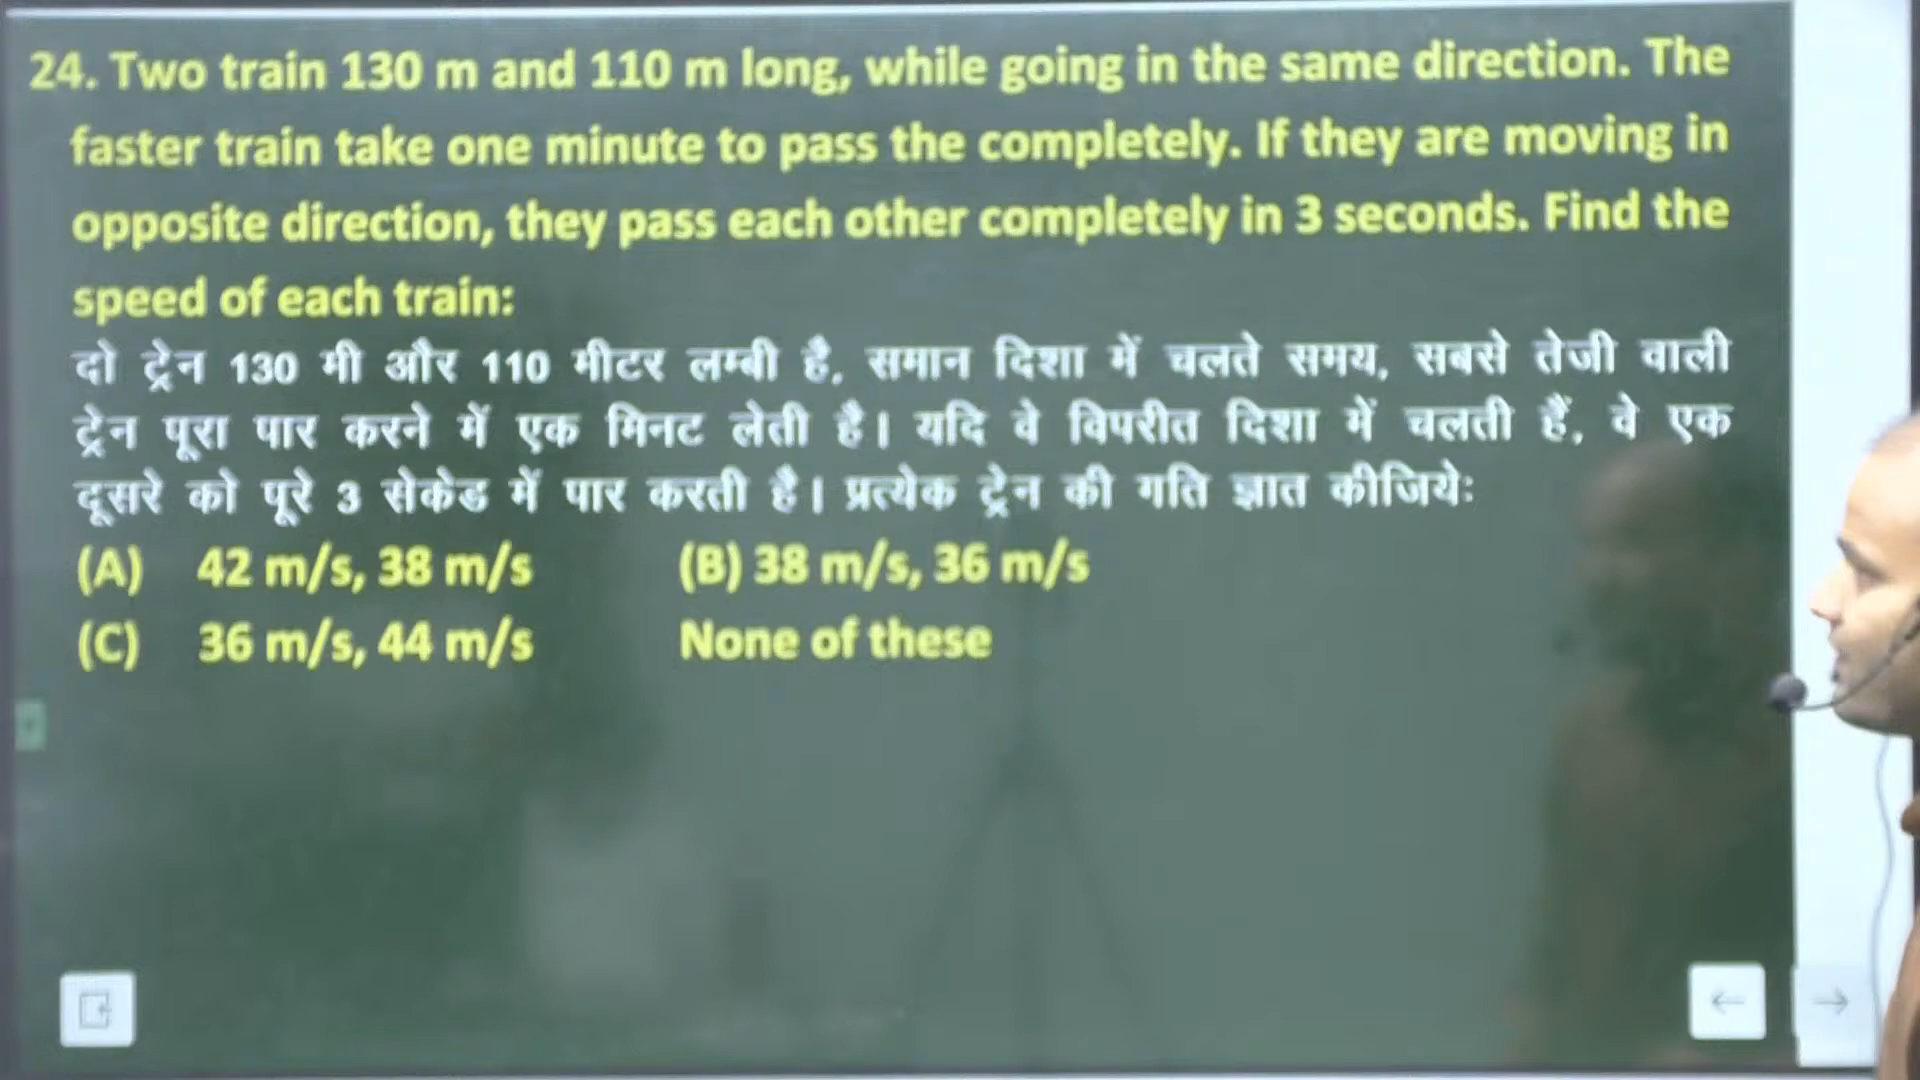 24. Two train 130 m and 110 m long, while going in the same direction. The
faster train take one minute to pass the completely. If they are moving in
opposite direction, they pass each other completely in 3 seconds. Find the
speed of each train:
दो ट्रेन 130 मी और 110 मीटर लम्बी है, समान दिशा में चलते समय, सबसे तेजी वाली
ट्रेन पूरा पार करने में एक मिनट लेती है। यदि वे विपरीत दिशा में चलती हैं, वे एक
दूसरे को पूरे 3 सेकेंड में पार करती है। प्रत्येक ट्रेन की गति ज्ञात कीजियेः
(A) 42 m/s, 38 m/s (B) 38 m/s, 36 m/s
(C) 36 m/s, 44 m/s None of these